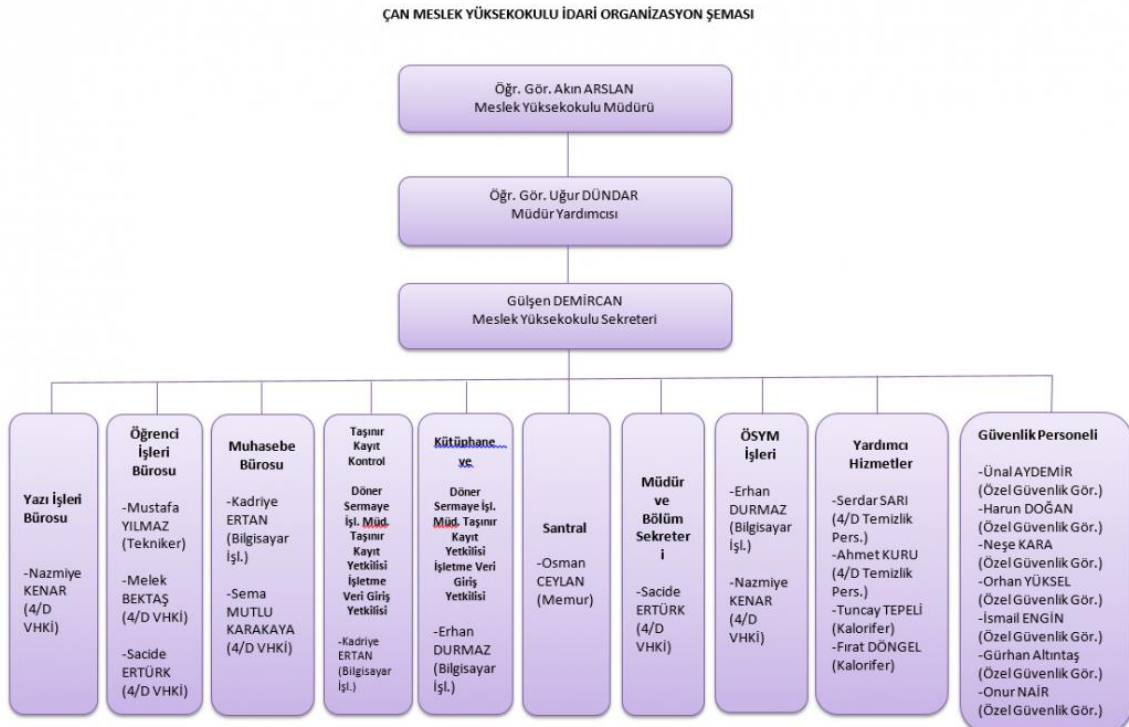 ÇAN MESLEK YÜKSEKOKULU İDARİ ORGANİZASYON ŞEMASI
Öğr. Gör. Akın ARSLAN
Meslek Yüksekokulu Müdürü
Öğr. Gör. Uğur DÜNDAR
Müdür Yardımcısı
Gülşen DEMİRCAN
Meslek Yüksekokulu Sekreteri
Yazı İşleri
Bürosu
-Nazmiye
KENAR
(4/D
VHKİ)
Öğrenci
İşleri
Bürosu
-Mustafa
YILMAZ
(Tekniker)
-Melek
BEKTAŞ
(4/D VHKİ)
-Sacide
ERTÜRK
(4/D VHKİ)
Muhasebe
Bürosu
-Kadriye
ERTAN
(Bilgisayar
İşl.)
-Sema
MUTLU
KARAKAYA
(4/D VHKİ)
Taşınır
Kayıt
Kontrol
Döner
Sermaye
İşl. Müd.
Taşınır
Kayıt
Yetkilisi
İşletme
Veri Giriş
Yetkilisi
-Kadriye
ERTAN
(Bilgisayar
İşl.)
Kütüphane
ve
Döner
Sermaye İşl.
Müd. Taşınır
Kayıt
Yetkilisi
İşletme Veri
Giriş
Yetkilisi
-Erhan
DURMAZ
(Bilgisayar
İşl.)
Santral
-Osman
CEYLAN
(Memur)
Müdür
ve
Bölüm
Sekreter
i
-Sacide
ERTÜRK
(4/D
VHKİ)
ÖSYM
İşleri
-Erhan
DURMAZ
(Bilgisayar
İşl.)
-Nazmiye
KENAR
(4/D
VHKİ)
Yardımcı
Hizmetler
-Serdar SARI
(4/D Temizlik
Pers.)
-Ahmet KURU
(4/D Temizlik
Pers.)
-Tuncay TEPELİ
(Kalorifer)
-Fırat DÖNGEL
(Kalorifer)
Güvenlik Personeli
-Ünal AYDEMİR
(Özel Güvenlik Gör.)
-Harun DOĞAN
(Özel Güvenlik Gör.)
-Neşe KARA
(Özel Güvenlik Gör.)
-Orhan YÜKSEL
(Özel Güvenlik Gör.)
-İsmail ENGİN
(Özel Güvenlik Gör.)
-Gürhan Altıntaş
(Özel Güvenlik Gör.)
-Onur NAİR
(Özel Güvenlik Gör.)